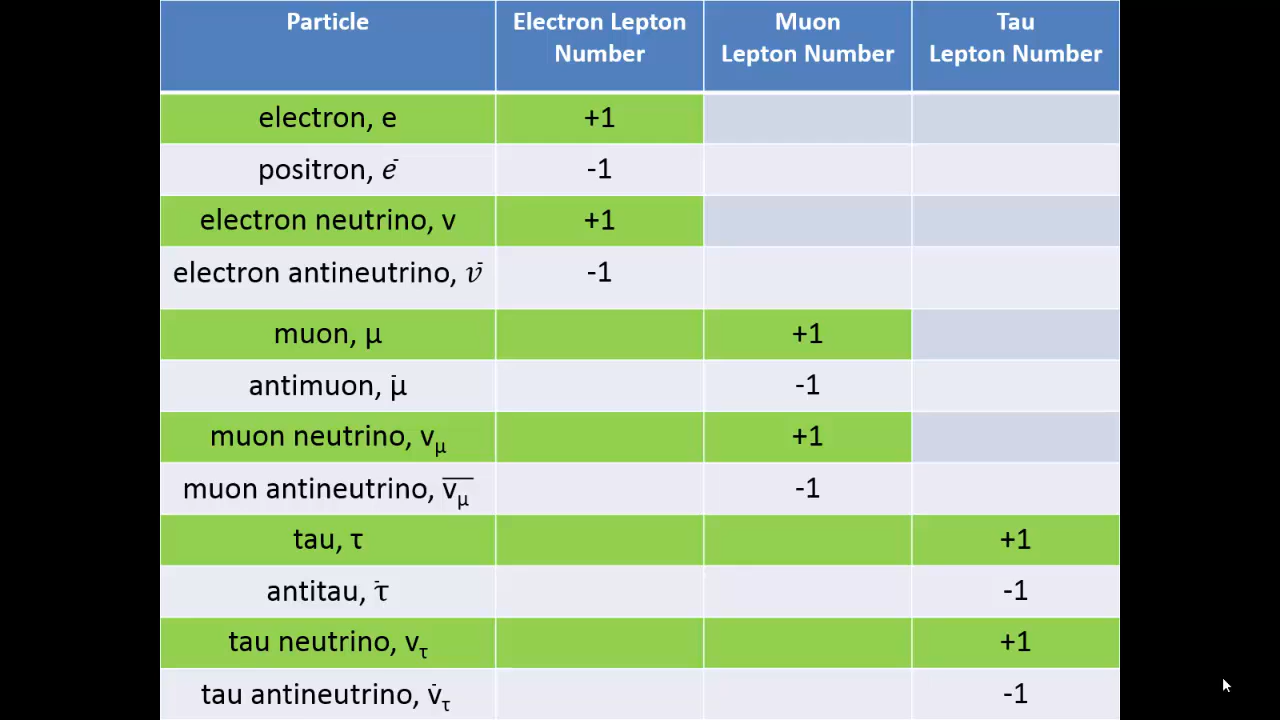 Particle
Electron Lepton
Number
Muon
Lepton Number
Tau
Lepton Number
electron, e +1
positron, e̅ -1
electron neutrino, v +1
electron antineutrino, v̅ -1
muon, μ +1
antimuon, μ̅ -1
muon neutrino, vμ +1
muon antineutrino, v̅μ -1
tau, τ +1
antitau, τ̅ -1
tau neutrino, vτ +1
tau antineutrino, v̅τ -1